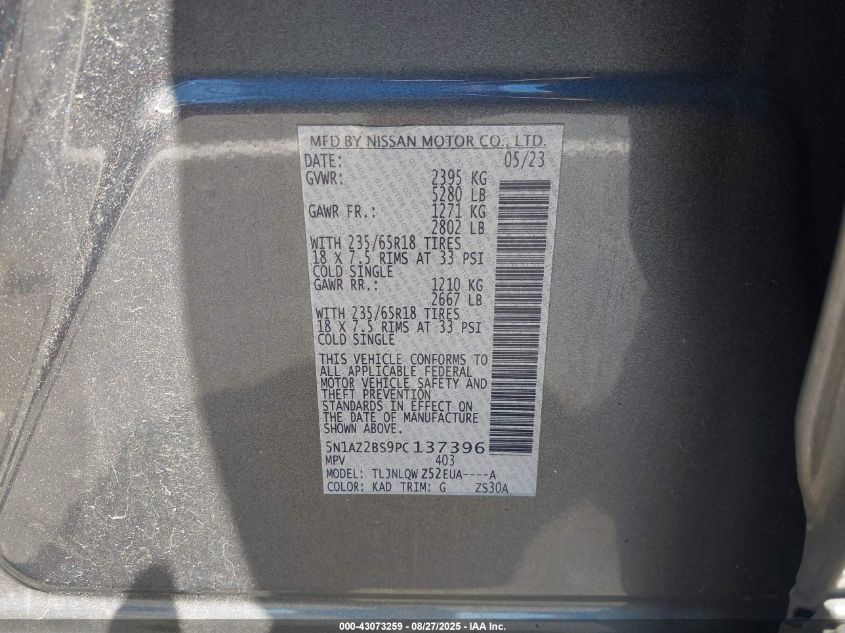 MFD BY NISSAN MOTOR CO., LTD.
DATE: 05/23
GVWR: 2395 KG
5280 LB
GAWR FR.: 1271 KG
2802 LB
WITH 235/65R18 TIRES
18 X 7.5 RIMS AT 33 PSI
COLD SINGLE
GAWR RR.: 1210 KG
2667 LB
WITH 235/65R18 TIRES
18 X 7.5 RIMS AT 33 PSI
COLD SINGLE
THIS VEHICLE CONFORMS TO
ALL APPLICABLE FEDERAL
MOTOR VEHICLE SAFETY AND
THEFT PREVENTION
STANDARDS IN EFFECT ON
THE DATE OF MANUFACTURE
SHOWN ABOVE.
5N1AZ2BS9PC 137396
MPV 403
MODEL: TLJNLQW Z52EUA----A
COLOR: KAD TRIM: G ZS30A
000-43073259 - 08/27/2025 - IAA Inc.